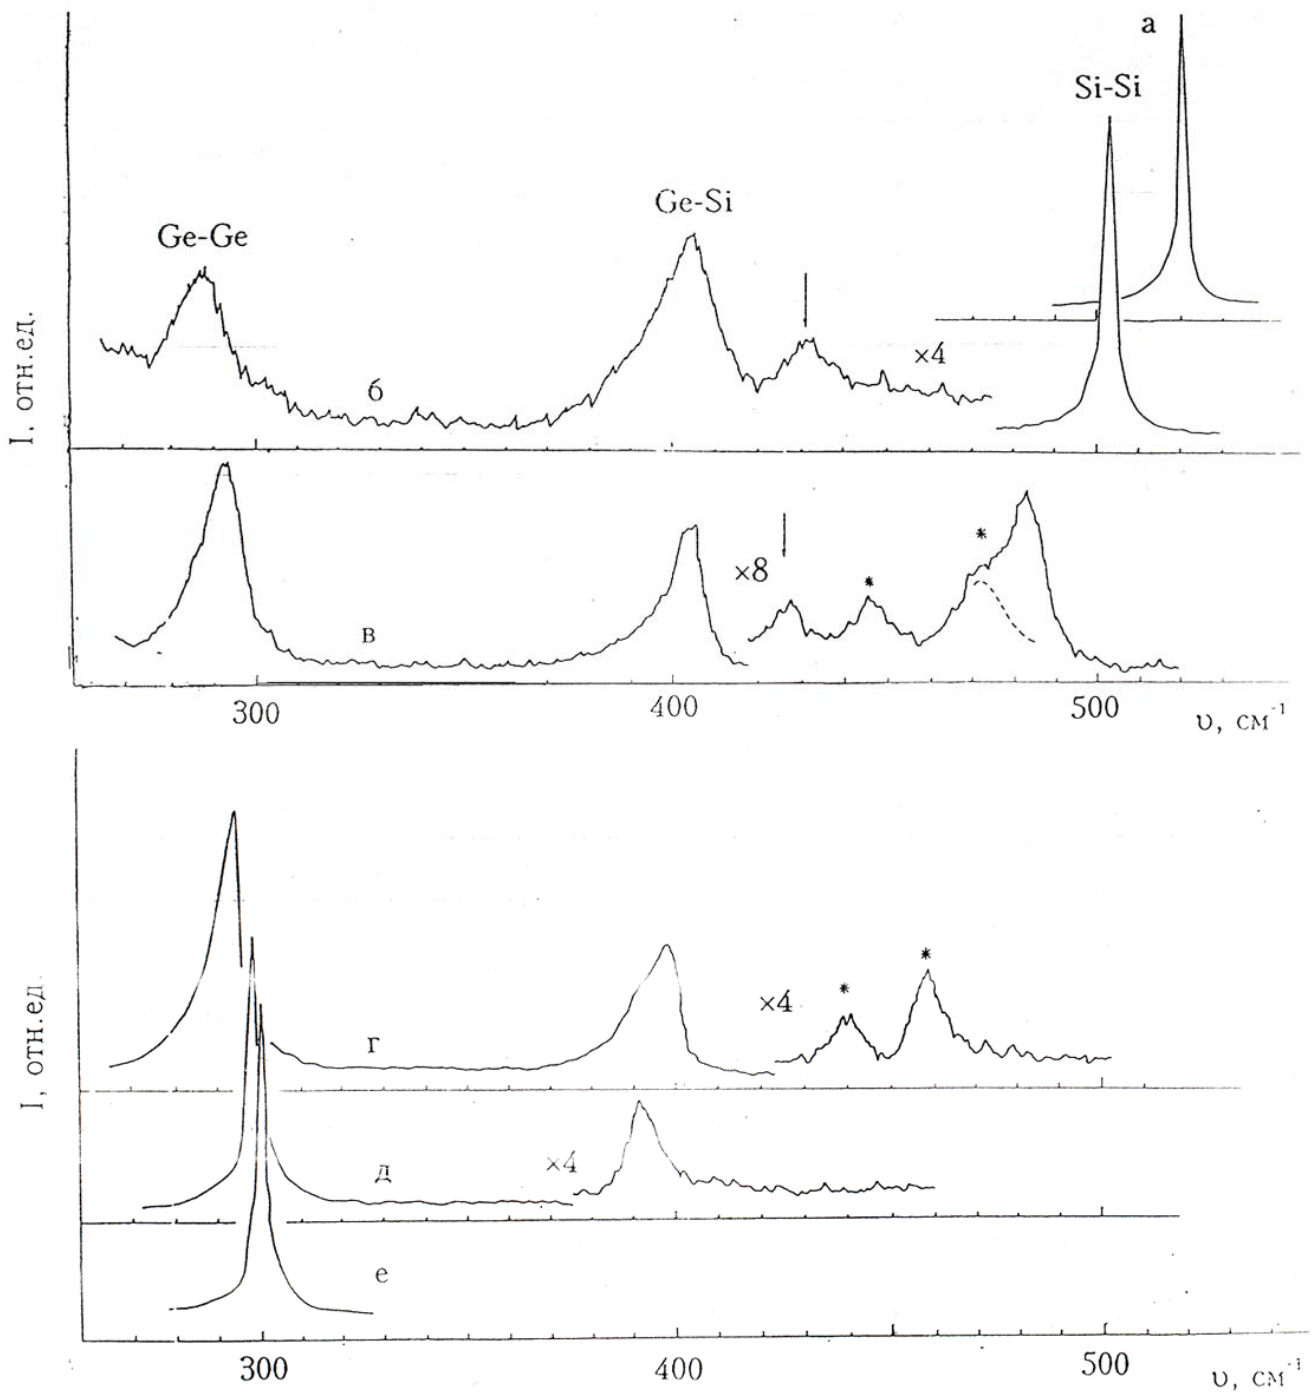 а
Si-Si
Ge-Si
Ge-Ge
I, отн.ед.
×4
б
*
×8
*
в
300
400
500
υ, см⁻¹
*
*
I, отн.ед.
×4
г
×4
д
е
300
400
500
υ, см⁻¹